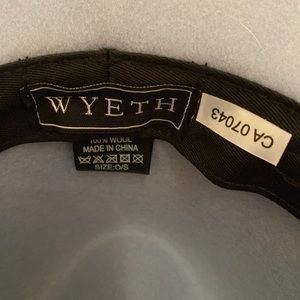 WYETH
CA 07043
100% WOOL
MADE IN CHINA
SIZE:O/S